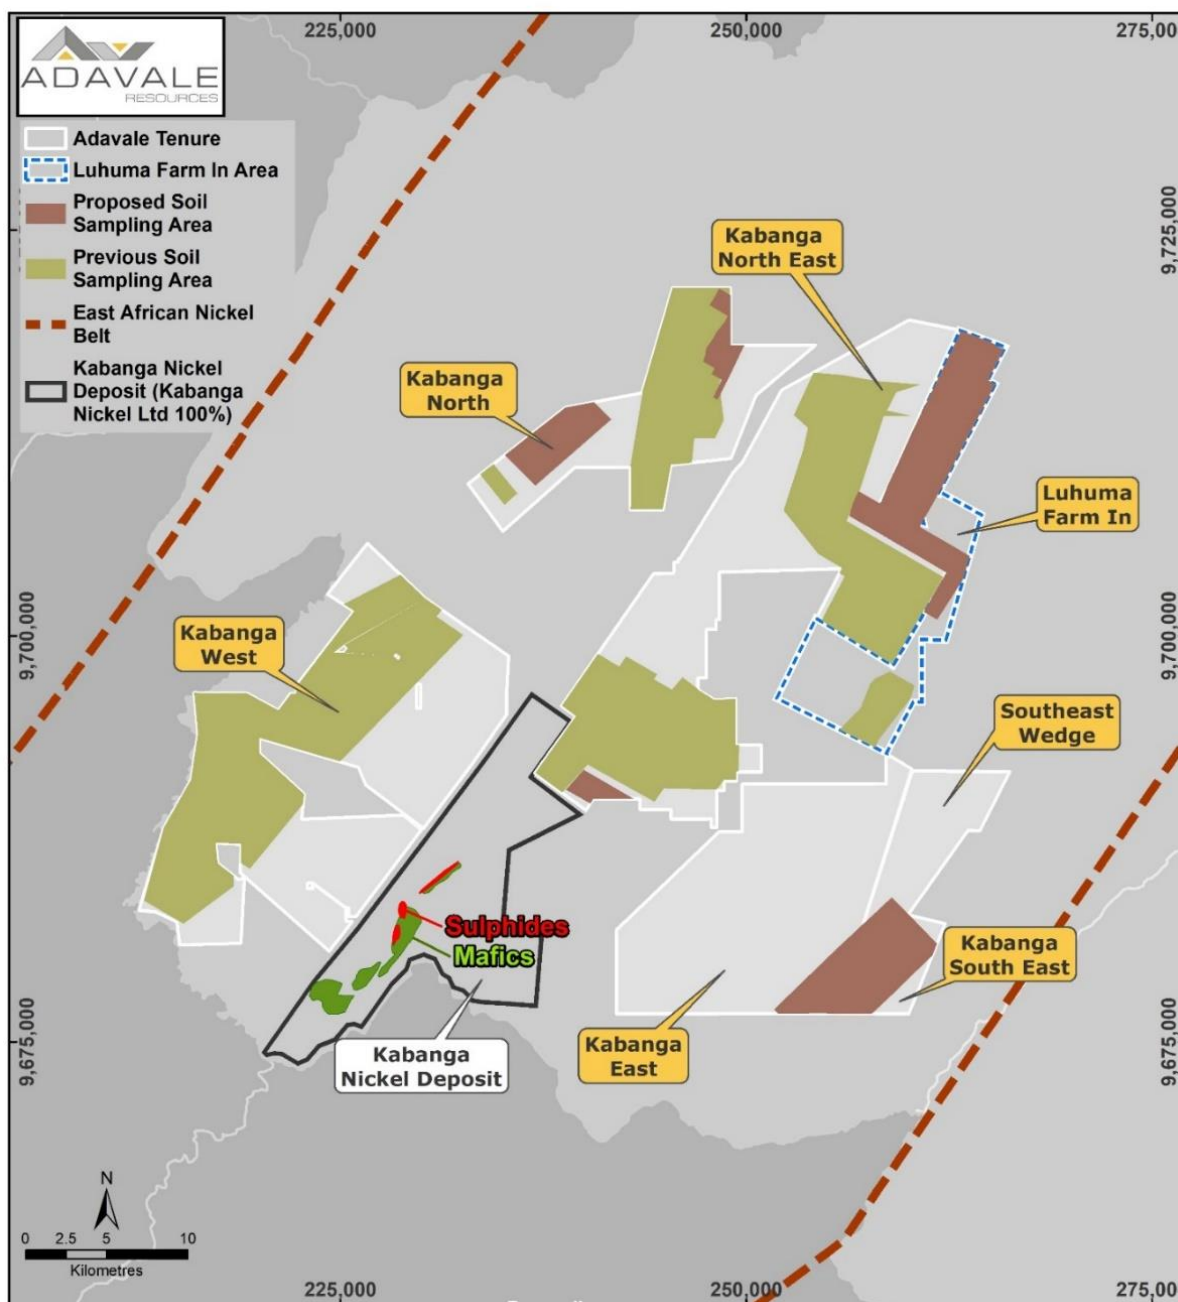 225,000
250,000
275,000
ADAVALE
RESOURCES
Adavale Tenure
Luhuma Farm In Area
Proposed Soil
Sampling Area
Previous Soil
Sampling Area
East African Nickel
Belt
Kabanga Nickel
Deposit (Kabanga
Nickel Ltd 100%)
9,725,000
Kabanga
North East
Kabanga
North
Luhuma
Farm In
9,700,000
9,700,000
Kabanga
West
Southeast
Wedge
Sulphides
Mafics
Kabanga
South East
Kabanga
East
Kabanga
Nickel Deposit
9,675,000
9,675,000
N
0 2.5 5 10
Kilometres
225,000
250,000
275,000